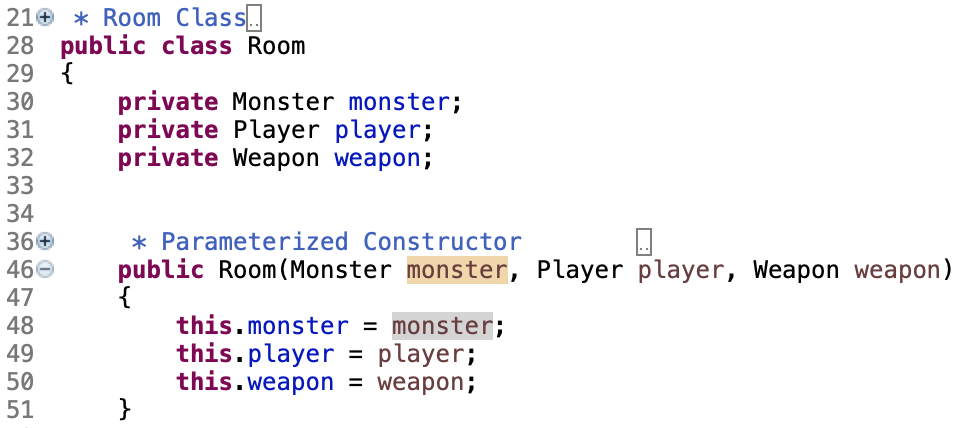 21 * Room Class..
28 public class Room
29 {
30 private Monster monster;
31 private Player player;
32 private Weapon weapon;
33
34
36 * Parameterized Constructor ..
46 public Room(Monster monster, Player player, Weapon weapon)
47 {
48 this.monster = monster;
49 this.player = player;
50 this.weapon = weapon;
51 }